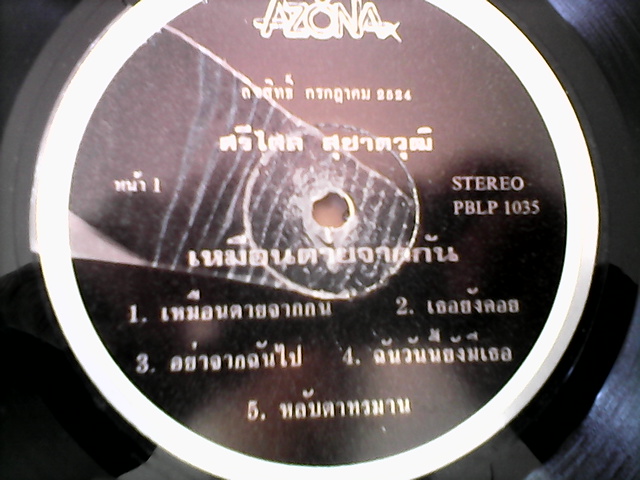 AZONA
ลิขสิทธิ์ กรกฎาคม 2524
ศรีไศล สุชาตวุฒิ
หน้า 1
STEREO
PBLP 1035
เหมือนตายจากกัน
1. เหมือนตายจากกัน 2. เธอยังคอย
3. อย่าจากฉันไป 4. ฉันวันนี้ยังมีเธอ
5. หลับตาทรมาน